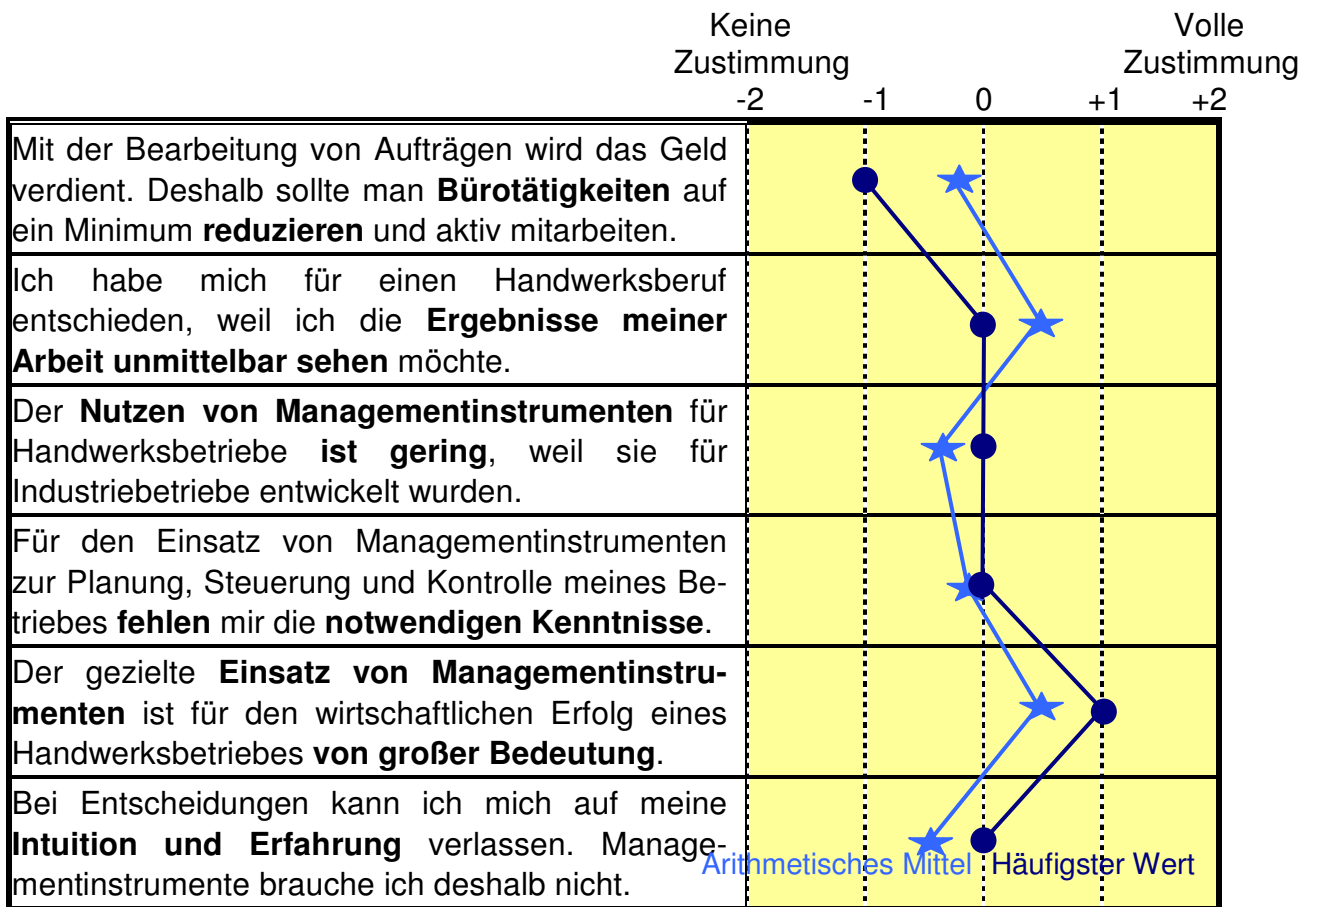 Keine Zustimmung
Volle Zustimmung
-2 -1 0 +1 +2
Mit der Bearbeitung von Aufträgen wird das Geld
verdient. Deshalb sollte man Bürotätigkeiten auf
ein Minimum reduzieren und aktiv mitarbeiten.
Ich habe mich für einen Handwerksberuf
entschieden, weil ich die Ergebnisse meiner
Arbeit unmittelbar sehen möchte.
Der Nutzen von Managementinstrumenten für
Handwerksbetriebe ist gering, weil sie für
Industriebetriebe entwickelt wurden.
Für den Einsatz von Managementinstrumenten
zur Planung, Steuerung und Kontrolle meines Be-
triebes fehlen mir die notwendigen Kenntnisse.
Der gezielte Einsatz von Managementinstru-
menten ist für den wirtschaftlichen Erfolg eines
Handwerksbetriebes von großer Bedeutung.
Bei Entscheidungen kann ich mich auf meine
Intuition und Erfahrung verlassen. Manage-
mentinstrumente brauche ich deshalb nicht.
Arithmetisches Mittel Häufigster Wert